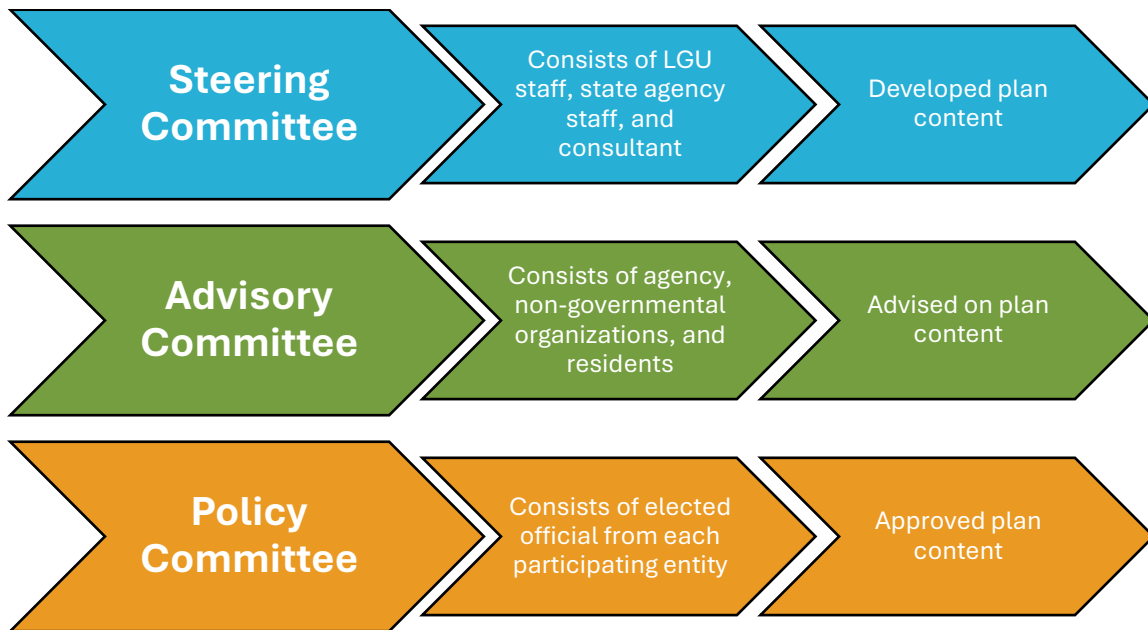 Steering
Committee
Consists of LGU
staff, state agency
staff, and
consultant
Developed plan
content
Advisory
Committee
Consists of agency,
non-governmental
organizations, and
residents
Advised on plan
content
Policy
Committee
Consists of elected
official from each
participating entity
Approved plan
content